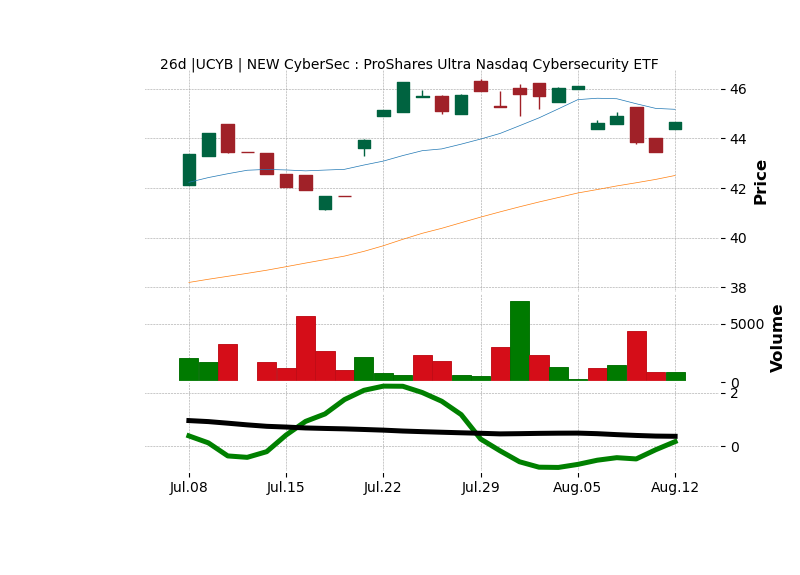 26d |UCYB | NEW CyberSec : ProShares Ultra Nasdaq Cybersecurity ETF
46
44
42
40
38
Price
5000
0
Volume
2
0
Jul.08 Jul.15 Jul.22 Jul.29 Aug.05 Aug.12